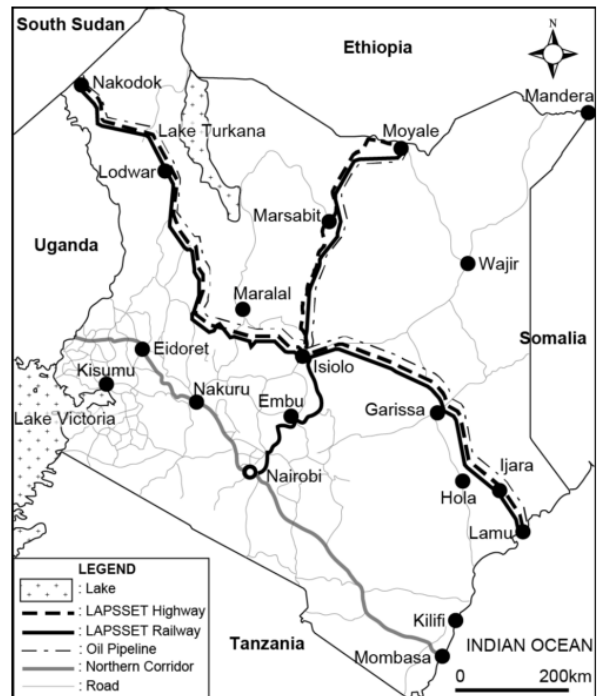 South Sudan
Ethiopia
N
Nakodok
Mandera
Lake Turkana
Moyale
Lodwar
Marsabit
Uganda
Wajir
Maralal
Somalia
Eidoret
Isiolo
Kisumu
Nakuru
Embu
Garissa
Lake Victoria
Ijara
Nairobi
Hola
Lamu
LEGEND
: Lake
: LAPSSET Highway
: LAPSSET Railway
: Oil Pipeline
: Northern Corridor
: Road
Kilifi
Tanzania
INDIAN OCEAN
Mombasa
0 200km